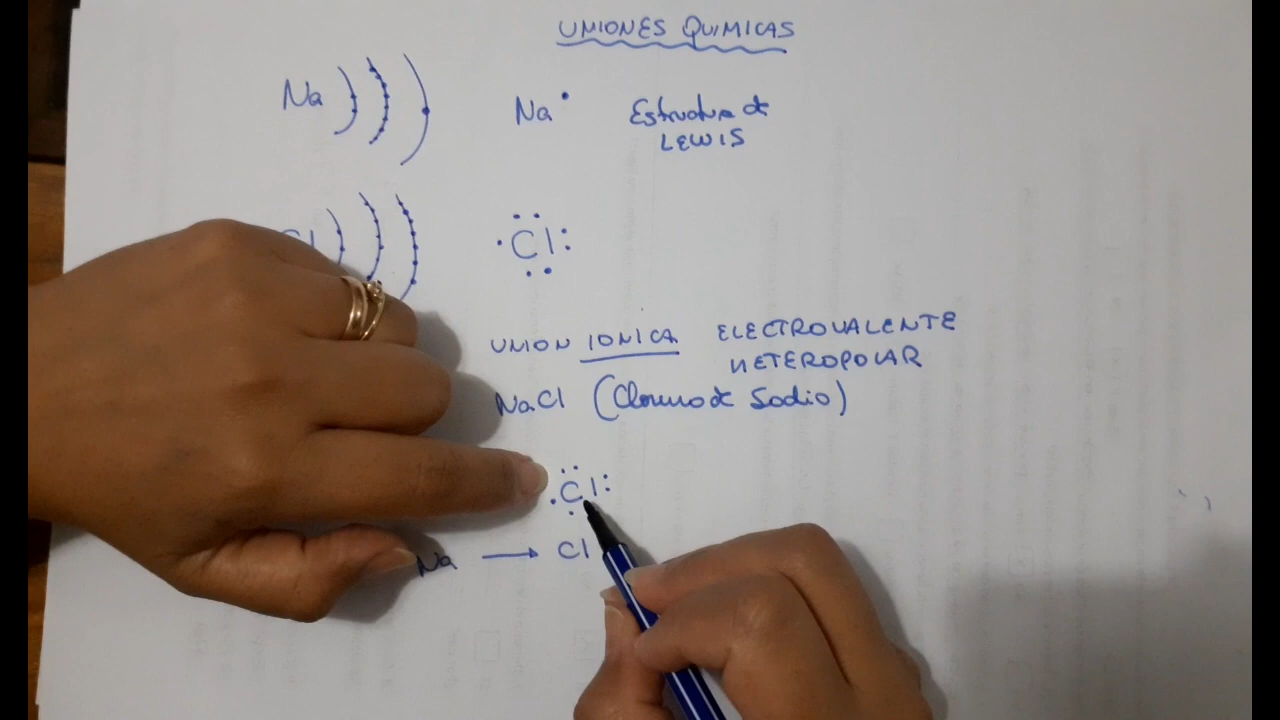 UNIONES QUIMICAS
Na
Na
Estructura de
LEWIS
Cl
Cl
UNION IONICA ELECTROVALENTE
HETEROPOLAR
NaCl (Cloruro de Sodio)
Cl
Na → Cl